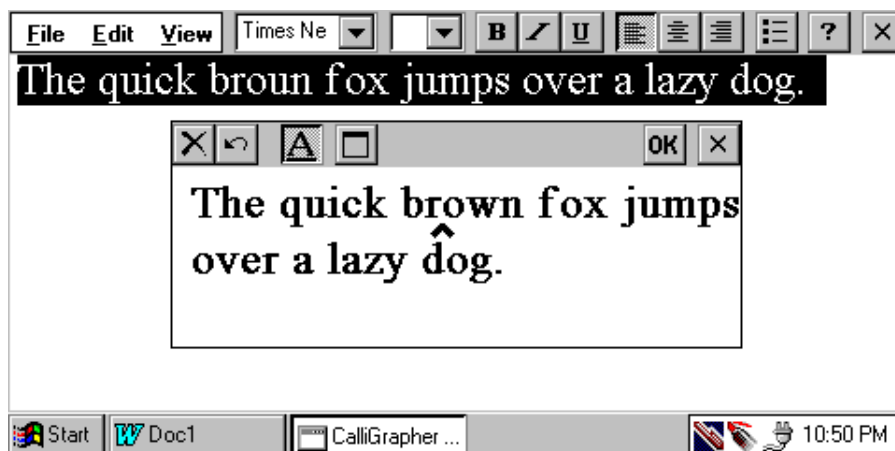 File Edit View Times Ne B I U ?
The quick broun fox jumps over a lazy dog.
A OK
The quick brown fox jumps
over a lazy dog.
Start Doc1 CalliGrapher ... 10:50 PM